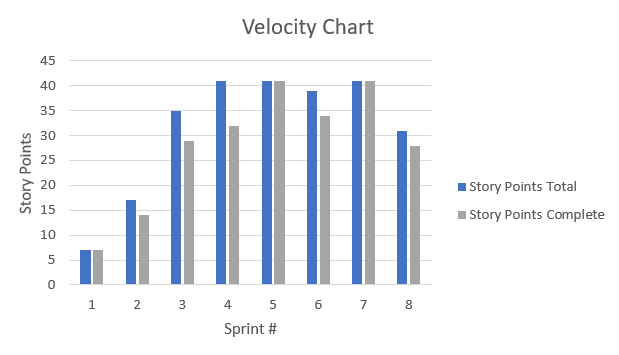 Velocity Chart
45
40
35
30
25
20
15
10
5
0
Story Points
1 2 3 4 5 6 7 8
Sprint #
Story Points Total
Story Points Complete